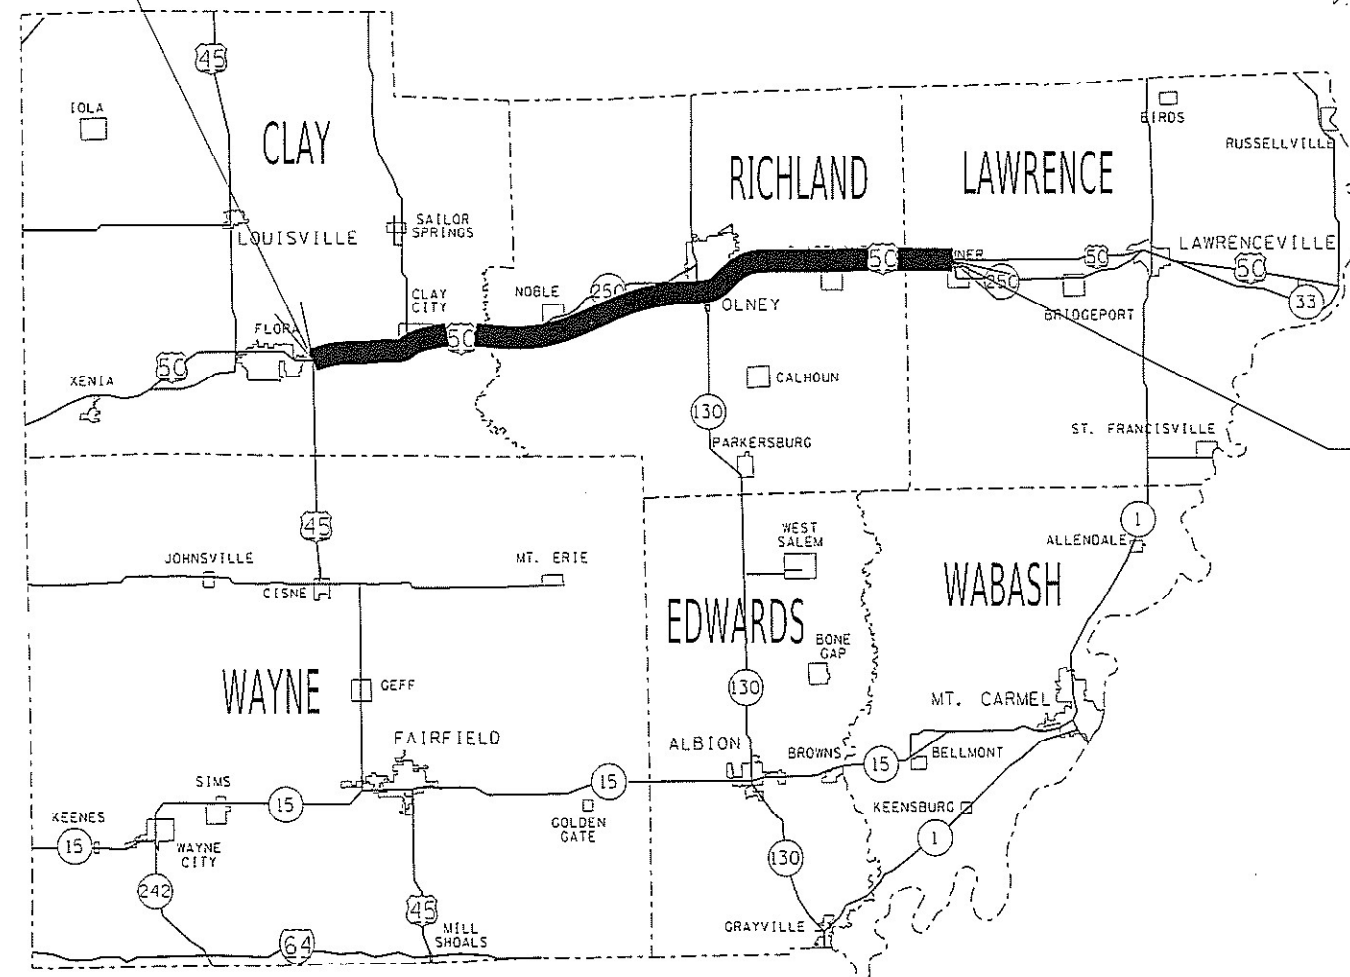 45
IOLA
CLAY
BIRDS
RUSSELLVILLE
RICHLAND
LAWRENCE
SAILOR
SPRINGS
LOUISVILLE
LAWRENCEVILLE
50
50
50
NOBLE
250
250
33
CLAY
CITY
OLNEY
BRIDGEPORT
FLORA
50
50
XENIA
CALHOUN
130
PARKERSBURG
ST. FRANCISVILLE
45
1
WEST
SALEM
ALLENDALE
JOHNSVILLE
MT. ERIE
CISNE
WABASH
EDWARDS
BONE
GAP
WAYNE
GEFF
130
MT. CARMEL
FAIRFIELD
ALBION
BROWNS
15
BELLMONT
SIMS
15
15
KEENES
GOLDEN
GATE
KEENSBURG
15
WAYNE
CITY
1
130
242
45
GRAYVILLE
MILL
SHOALS
64